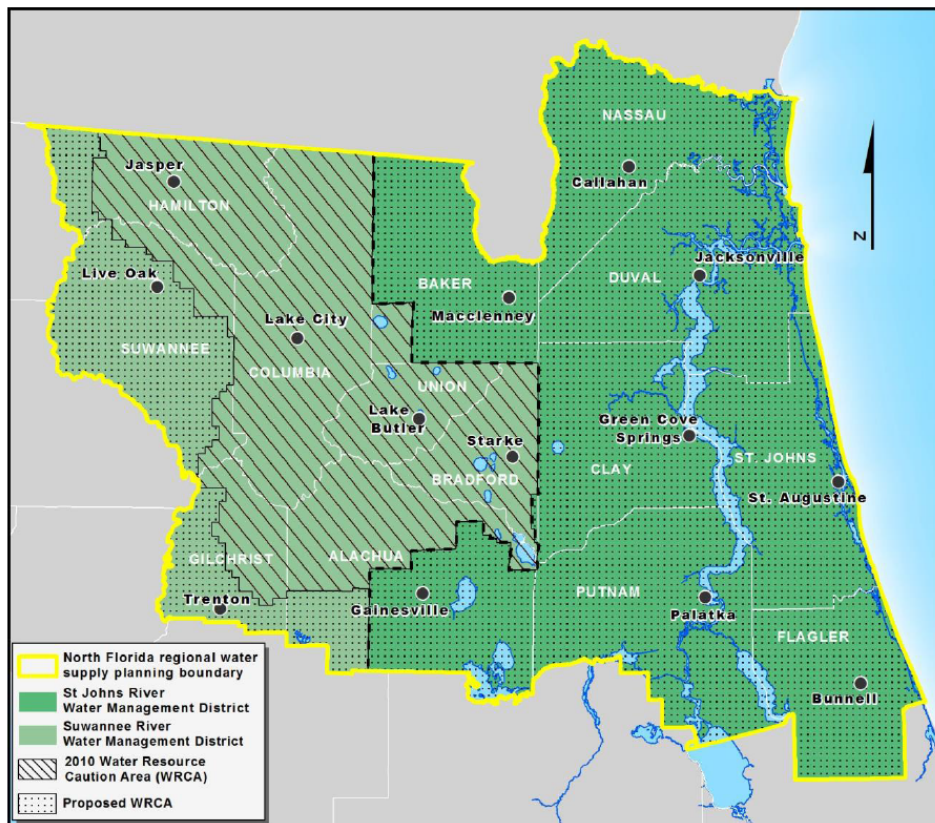 NASSAU
Callahan
Jasper
HAMILTON
Jacksonville
DUVAL
Live Oak
BAKER
Macclenney
Lake City
SUWANNEE
COLUMBIA
UNION
Lake
Butler
Green Cove
Springs
Starke
ST. JOHNS
CLAY
BRADFORD
St. Augustine
GILCHRIST
ALACHUA
Trenton
Gainesville
PUTNAM
Palatka
FLAGLER
Bunnell
N
North Florida regional water
supply planning boundary
St Johns River
Water Management District
Suwannee River
Water Management District
2010 Water Resource
Caution Area (WRCA)
Proposed WRCA